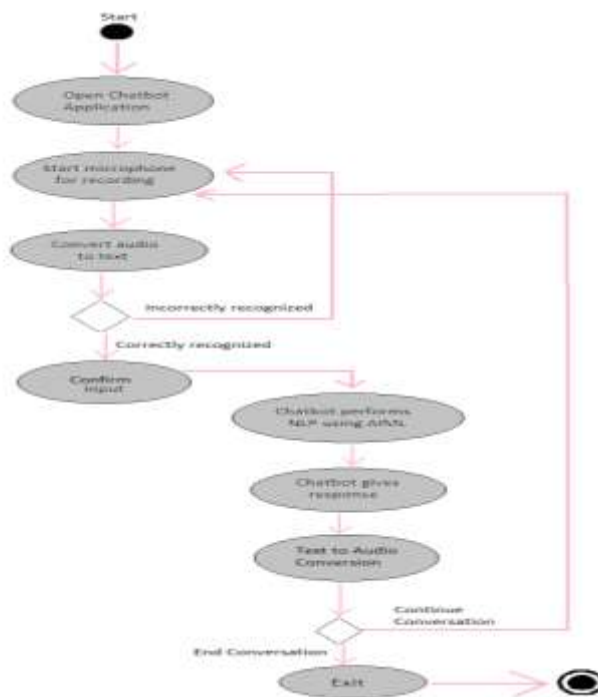 Start
Open Chatbot
Application
Start microphone
for recording
Convert audio
to text
Incorrectly recognized
Correctly recognized
Confirm
Input
Chatbot performs
NLP using
Chatbot gives
response
Text to Audio
Conversion
Continue
Conversation
End Conversation
Exit